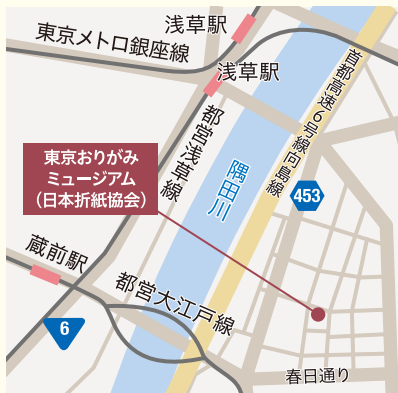 浅草駅
東京メトロ銀座線
浅草駅
首都高速6号線向島線
都営浅草線
東京おりがみ
ミュージアム
（日本折紙協会）
隅田川
453
蔵前駅
都営大江戸線
6
春日通り